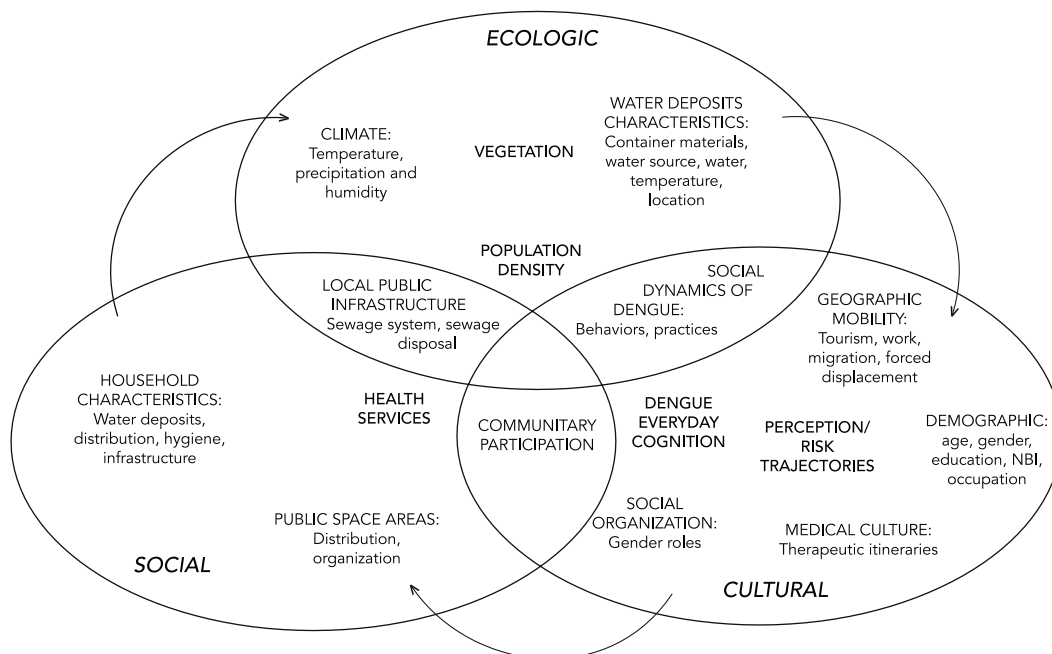 ECOLOGIC
CLIMATE:
Temperature,
precipitation and
humidity
VEGETATION
WATER DEPOSITS
CHARACTERISTICS:
Container materials,
water source, water,
temperature,
location
POPULATION
DENSITY
LOCAL PUBLIC
INFRASTRUCTURE
Sewage system, sewage
disposal
SOCIAL
DYNAMICS OF
DENGUE:
Behaviors, practices
GEOGRAPHIC
MOBILITY:
Tourism, work,
migration, forced
displacement
HOUSEHOLD
CHARACTERISTICS:
Water deposits,
distribution, hygiene,
infrastructure
HEALTH
SERVICES
COMMUNITARY
PARTICIPATION
DENGUE
EVERYDAY
COGNITION
PERCEPTION/
RISK
TRAJECTORIES
DEMOGRAPHIC:
age, gender,
education, NBI,
occupation
PUBLIC SPACE AREAS:
Distribution,
organization
SOCIAL
ORGANIZATION:
Gender roles
MEDICAL CULTURE:
Therapeutic itineraries
SOCIAL
CULTURAL